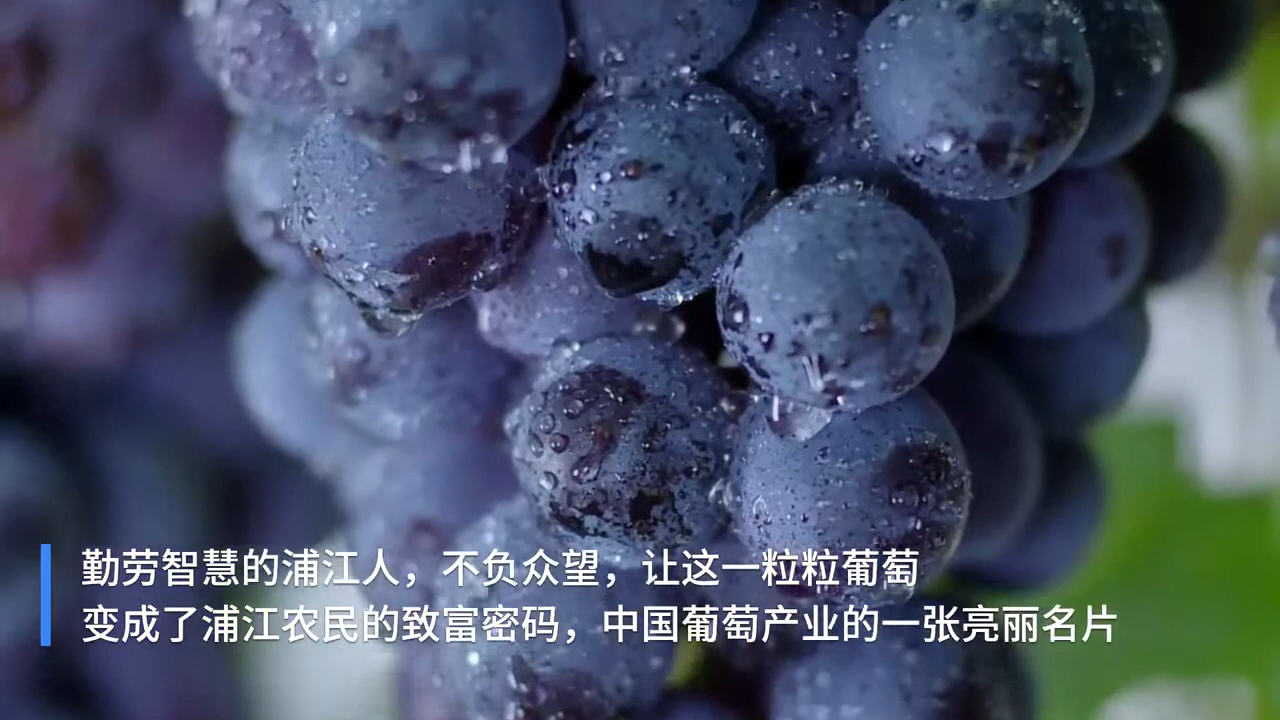 勤劳智慧的浦江人，不负众望，让这一粒粒葡萄
变成了浦江农民的致富密码，中国葡萄产业的一张亮丽名片